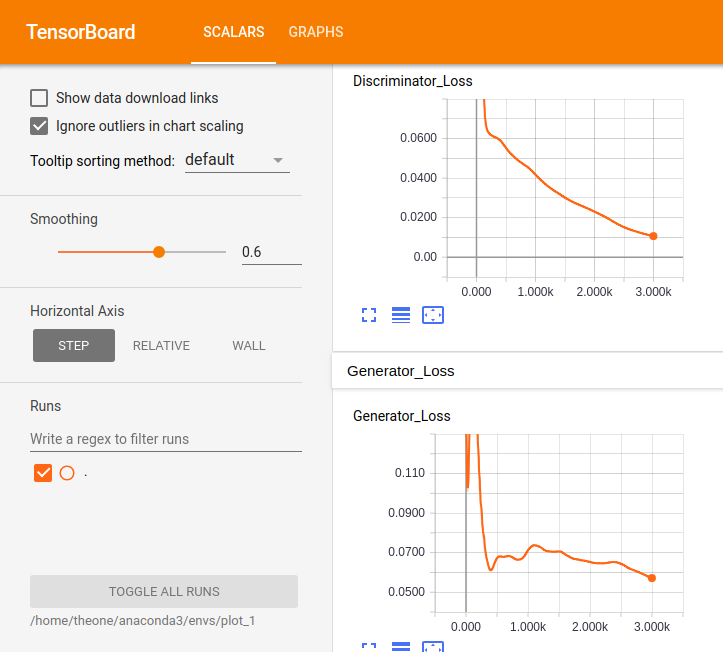 TensorBoard SCALARS GRAPHS
Show data download links
Ignore outliers in chart scaling
Tooltip sorting method: default
Smoothing
0.6
Horizontal Axis
STEP RELATIVE WALL
Runs
Write a regex to filter runs
.
TOGGLE ALL RUNS
/home/theone/anaconda3/envs/plot_1
Discriminator_Loss
0.0600
0.0400
0.0200
0.00
0.000 1.000k 2.000k 3.000k
Generator_Loss
Generator_Loss
0.110
0.0900
0.0700
0.0500
0.000 1.000k 2.000k 3.000k